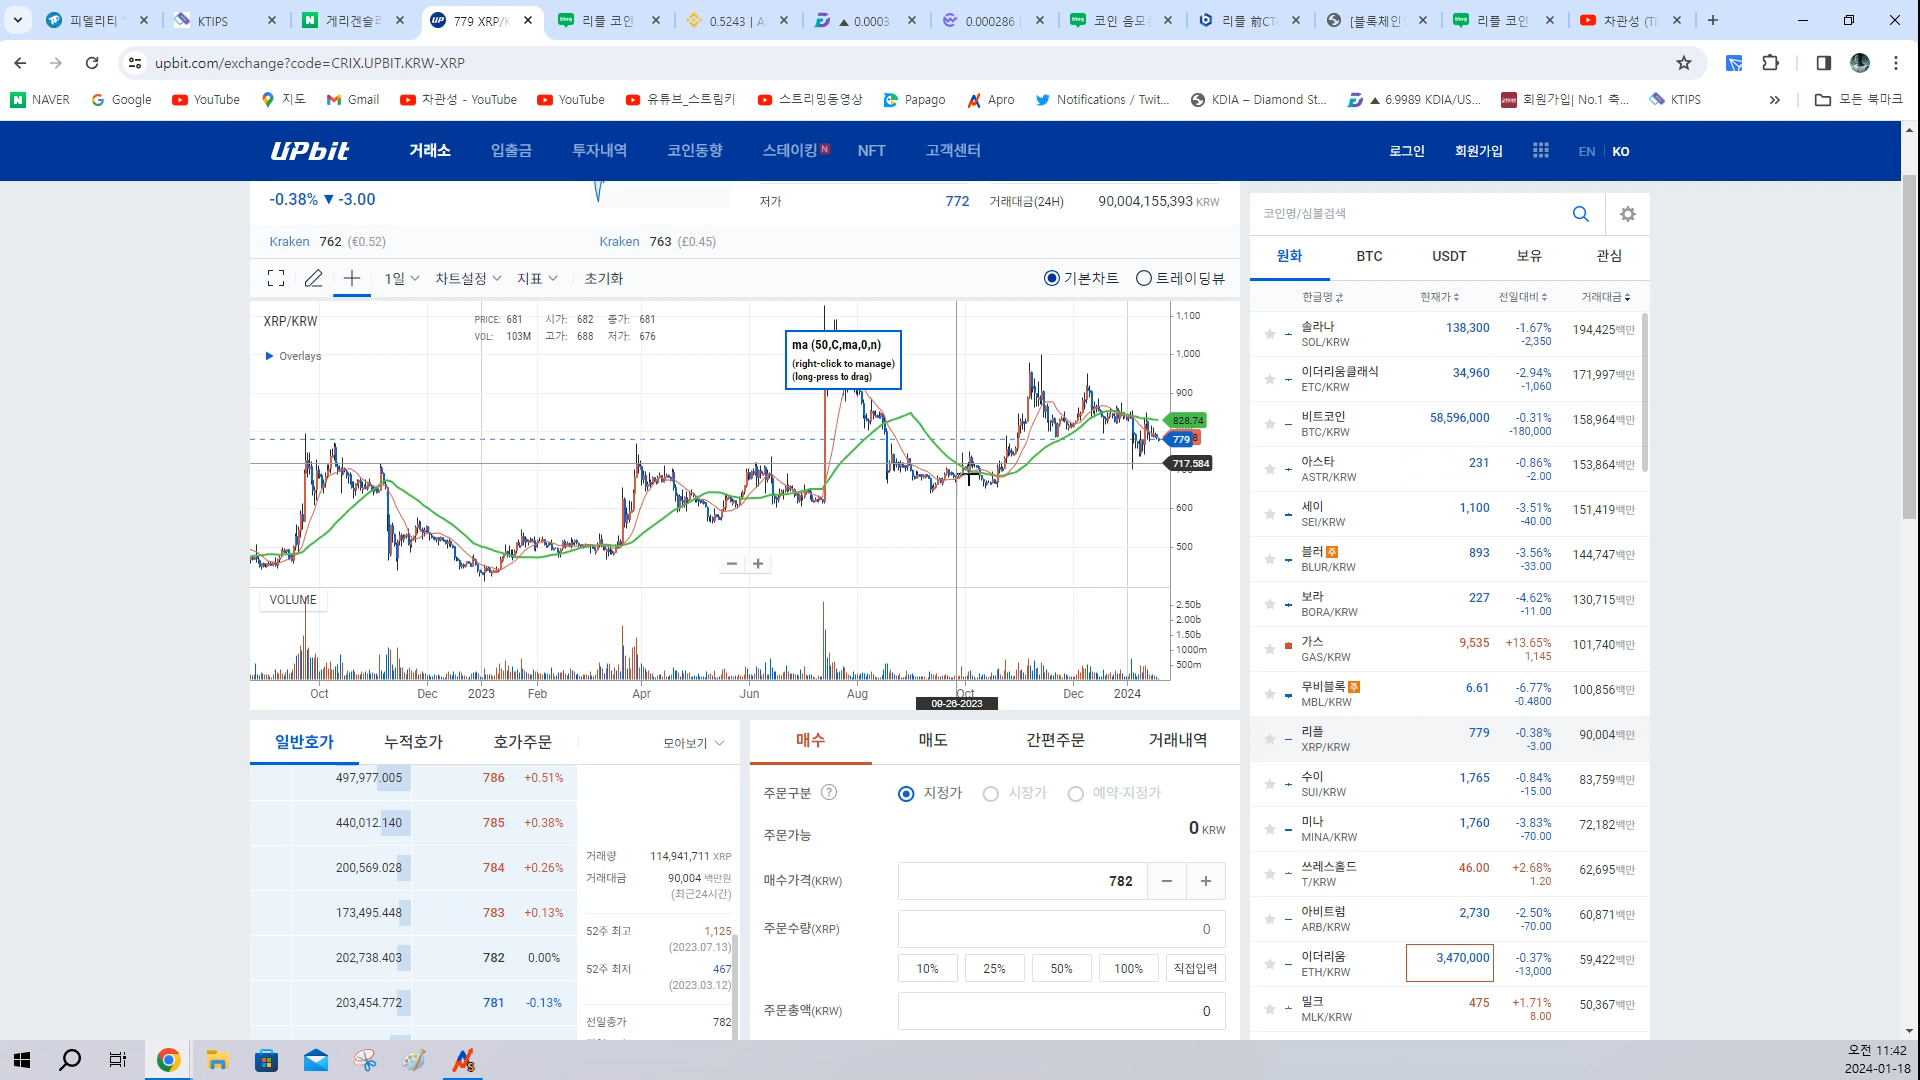 피델리티
KTIPS
게리겐슬러
779 XRP/K
리플 코인
0.5243 | A
▲ 0.0003
0.000286
코인 음모
리플 前CT
[블록체인
리플 코인
차관성 (TI
upbit.com/exchange?code=CRIX.UPBIT.KRW-XRP
NAVER
Google
YouTube
지도
Gmail
차관성 - YouTube
YouTube
유튜브_스트림키
스트리밍동영상
Papago
Apro
Notifications / Twit...
KDIA – Diamond St...
▲ 6.9989 KDIA/US...
회원가입| No.1 축...
KTIPS
모든 북마크
UPbit
거래소
입출금
투자내역
코인동향
스테이킹 N
NFT
고객센터
로그인
회원가입
EN | KO
-0.38% ▼ -3.00
저가 772
거래대금(24H) 90,004,155,393 KRW
Kraken 762 (€0.52)
Kraken 763 (£0.45)
1일
차트설정
지표
초기화
기본차트
트레이딩뷰
XRP/KRW
PRICE: 681 시가: 682 종가: 681
VOL: 103M 고가: 688 저가: 676
▶ Overlays
ma (50,C,ma,0,n)
(right-click to manage)
(long-press to drag)
1,100
1,000
900
828.74
779
717.584
600
500
VOLUME
2.50b
2.00b
1.50b
1000m
500m
Oct Dec 2023 Feb Apr Jun Aug Oct Dec 2024
09-26-2023
일반호가 누적호가 호가주문 모아보기
497,977.005 786 +0.51%
440,012.140 785 +0.38%
200,569.028 784 +0.26%
173,495.448 783 +0.13%
202,738.403 782 0.00%
203,454.772 781 -0.13%
거래량 114,941,711 XRP
거래대금 90,004 백만원
(최근24시간)
52주 최고 1,125
(2023.07.13)
52주 최저 467
(2023.03.12)
전일종가 782
매수 매도 간편주문 거래내역
주문구분 ? 지정가 시장가 예약-지정가
주문가능 0 KRW
매수가격(KRW) 782 − +
주문수량(XRP) 0
10% 25% 50% 100% 직접입력
주문총액(KRW) 0
코인명/심볼검색
원화 BTC USDT 보유 관심
한글명 현재가 전일대비 거래대금
솔라나 138,300 -1.67% 194,425백만
SOL/KRW -2,350
이더리움클래식 34,960 -2.94% 171,997백만
ETC/KRW -1,060
비트코인 58,596,000 -0.31% 158,964백만
BTC/KRW -180,000
아스타 231 -0.86% 153,864백만
ASTR/KRW -2.00
세이 1,100 -3.51% 151,419백만
SEI/KRW -40.00
블러 주 893 -3.56% 144,747백만
BLUR/KRW -33.00
보라 227 -4.62% 130,715백만
BORA/KRW -11.00
가스 9,535 +13.65% 101,740백만
GAS/KRW 1,145
무비블록 주 6.61 -6.77% 100,856백만
MBL/KRW -0.4800
리플 779 -0.38% 90,004백만
XRP/KRW -3.00
수이 1,765 -0.84% 83,759백만
SUI/KRW -15.00
미나 1,760 -3.83% 72,182백만
MINA/KRW -70.00
쓰레스홀드 46.00 +2.68% 62,695백만
T/KRW 1.20
아비트럼 2,730 -2.50% 60,871백만
ARB/KRW -70.00
이더리움 3,470,000 -0.37% 59,422백만
ETH/KRW -13,000
밀크 475 +1.71% 50,367백만
MLK/KRW 8.00
오전 11:42
2024-01-18